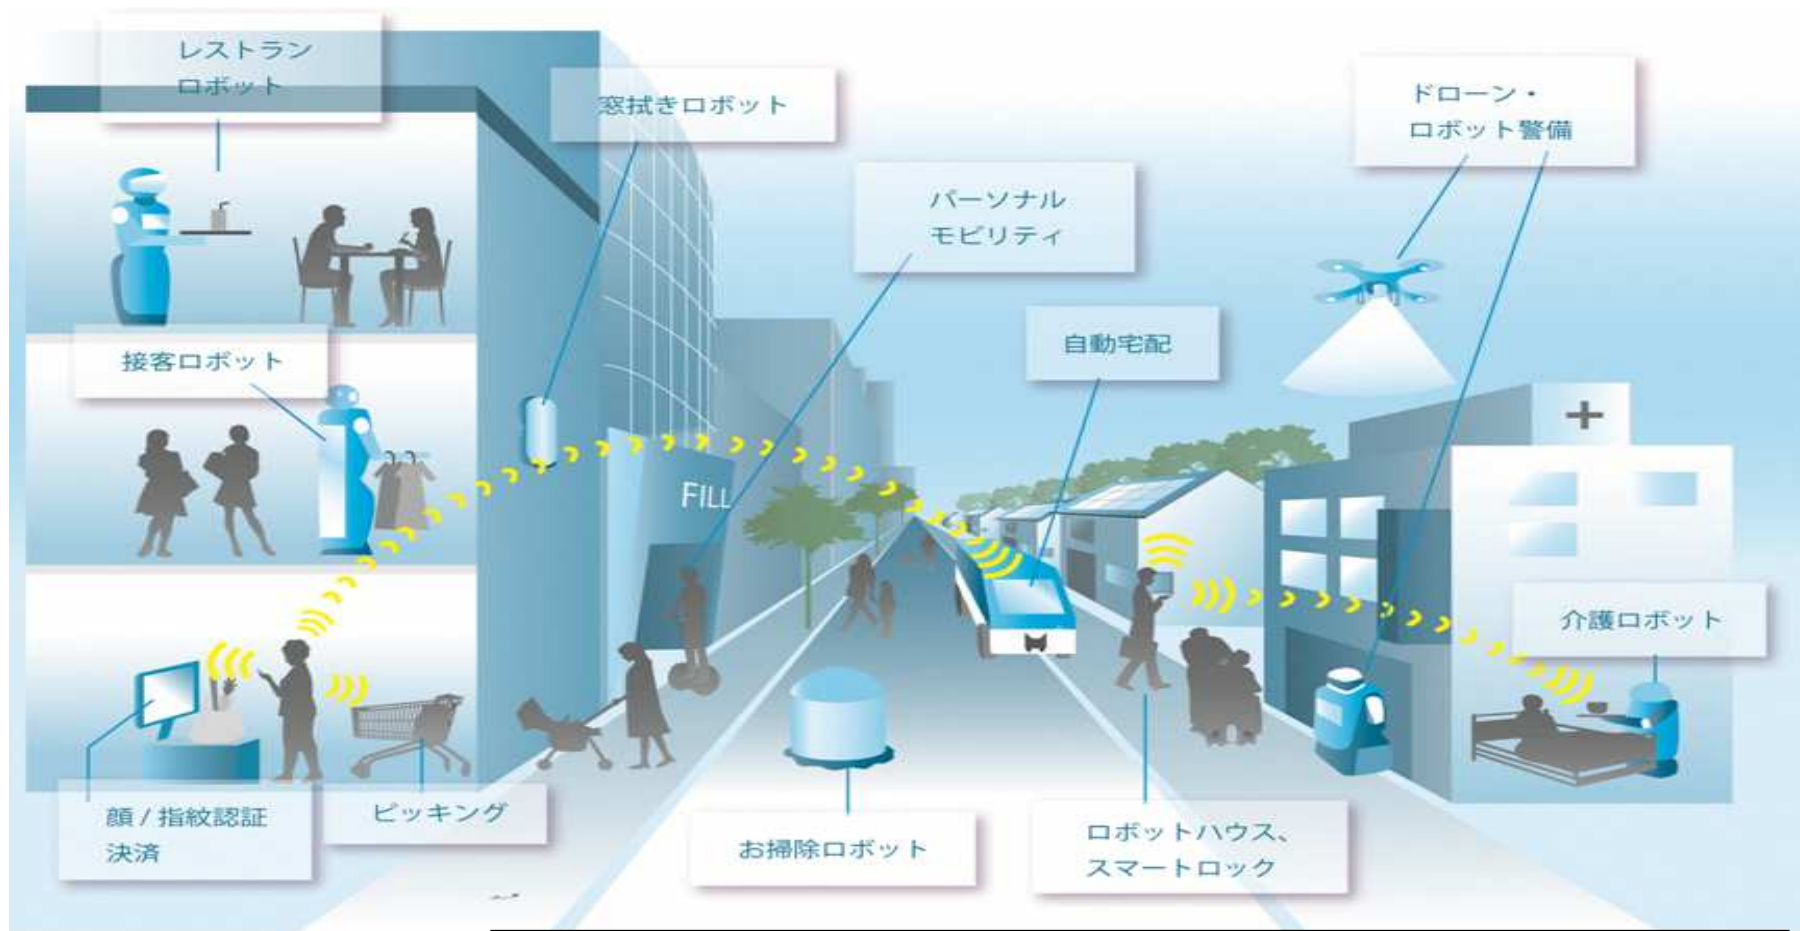 レストラン
ロボット
窓拭きロボット
ドローン・
ロボット警備
パーソナル
モビリティ
自動宅配
接客ロボット
FILL
介護ロボット
顔 / 指紋認証
決済
ピッキング
お掃除ロボット
ロボットハウス、
スマートロック